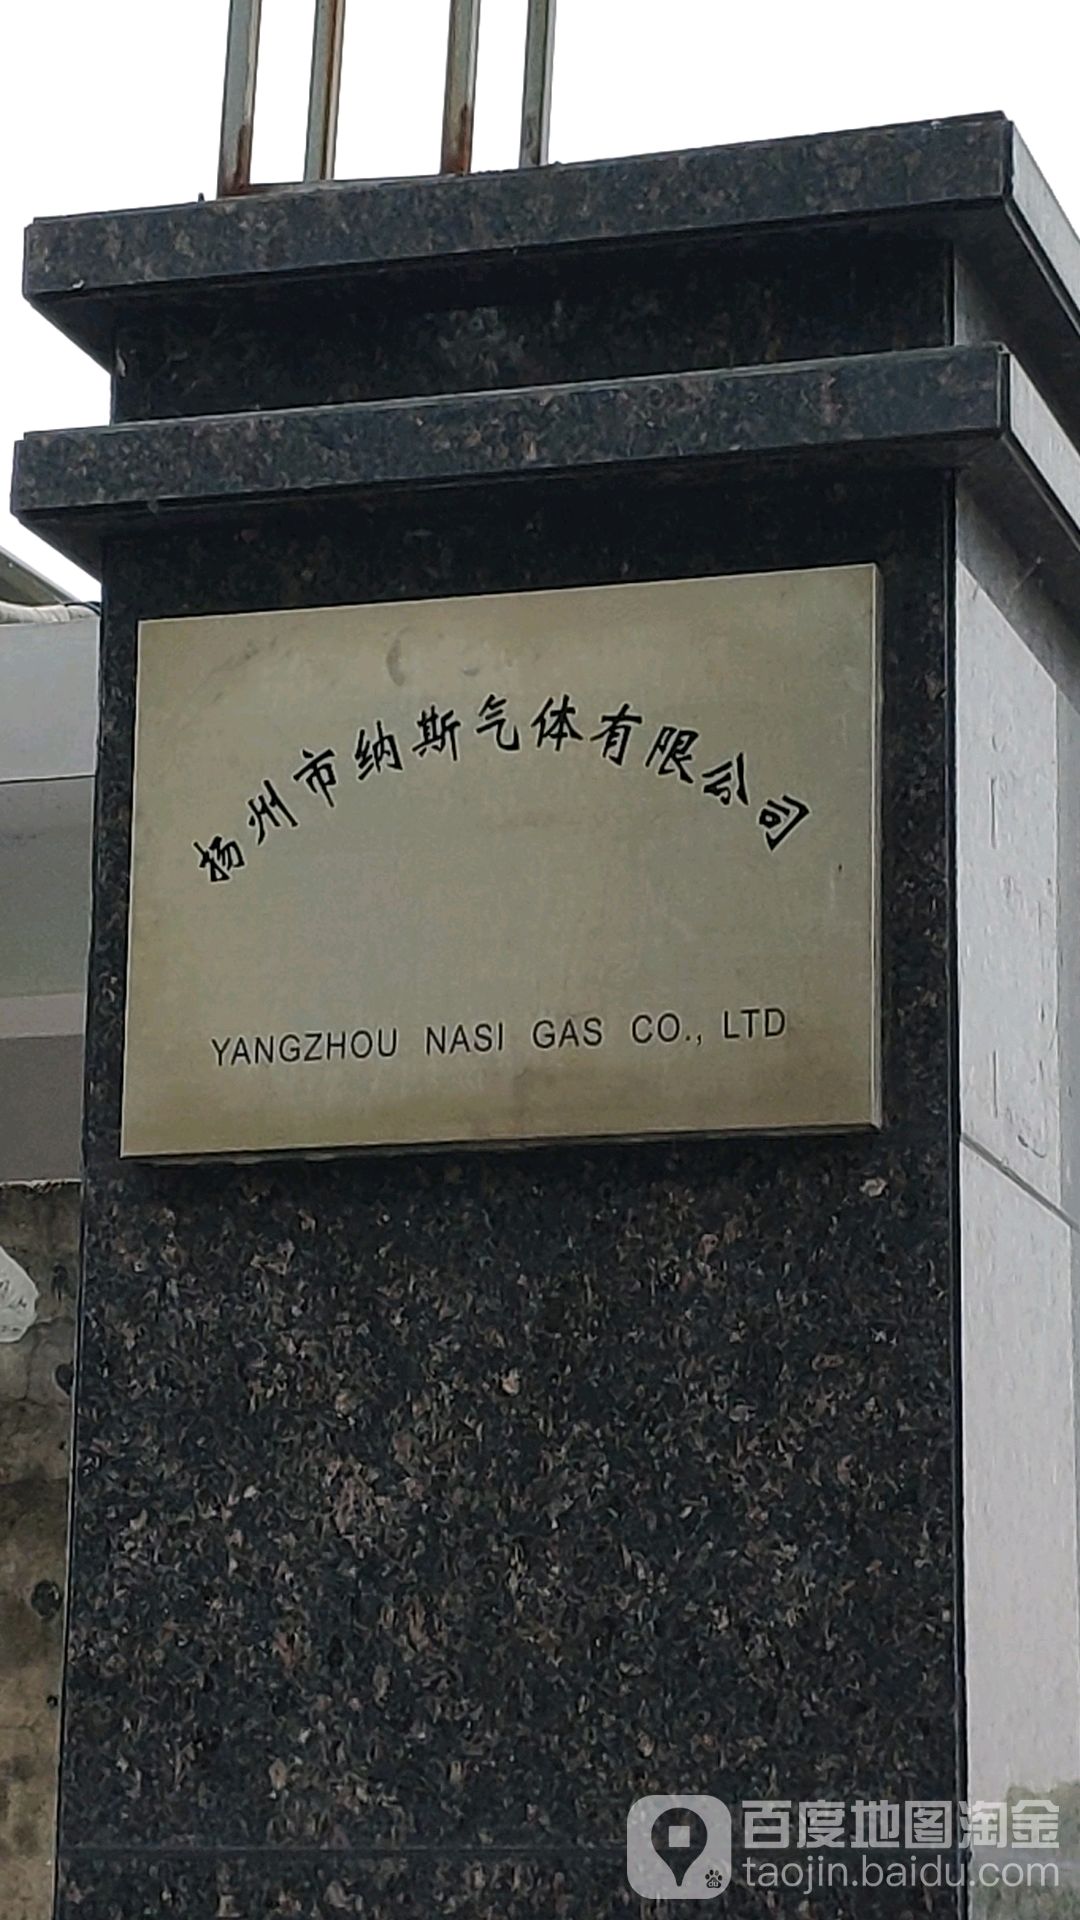 扬州市纳斯气体有限公司
YANGZHOU NASI GAS CO., LTD
百度地图淘金
taojin.baidu.com